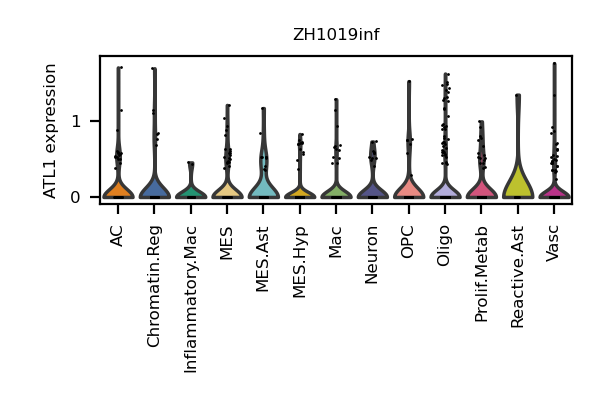 ZH1019inf
ATL1 expression
1
0
AC
Chromatin.Reg
Inflammatory.Mac
MES
MES.Ast
MES.Hyp
Mac
Neuron
OPC
Oligo
Prolif.Metab
Reactive.Ast
Vasc